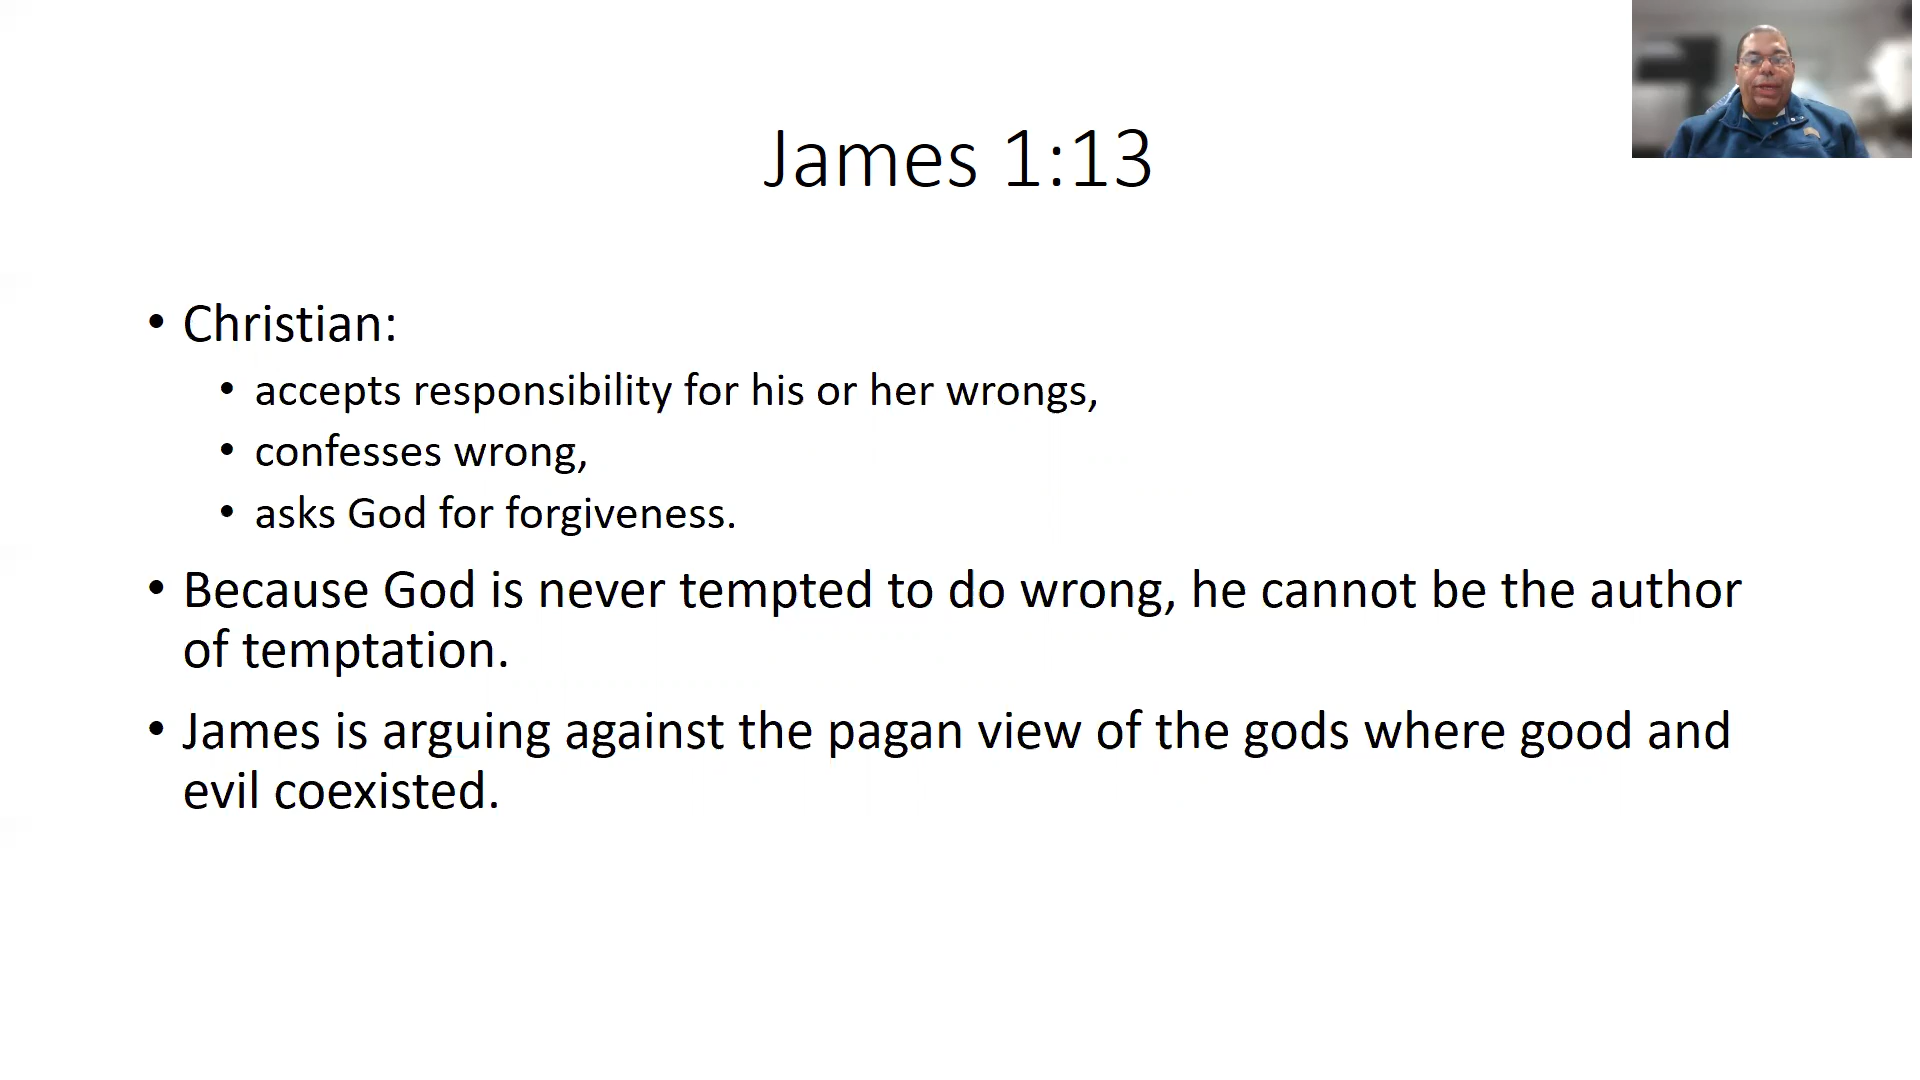 James 1:13
• Christian:
• accepts responsibility for his or her wrongs,
• confesses wrong,
• asks God for forgiveness.
• Because God is never tempted to do wrong, he cannot be the author
of temptation.
• James is arguing against the pagan view of the gods where good and
evil coexisted.